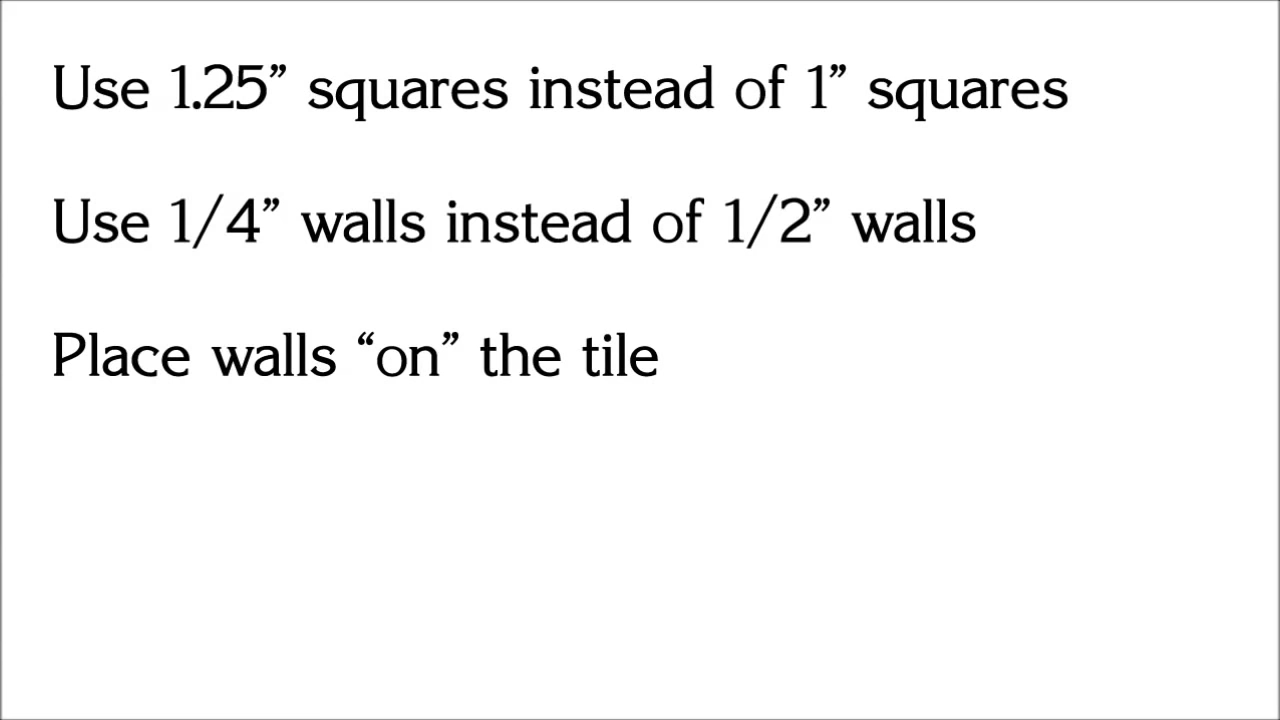 Use 1.25” squares instead of 1” squares
Use 1/4” walls instead of 1/2” walls
Place walls “on” the tile